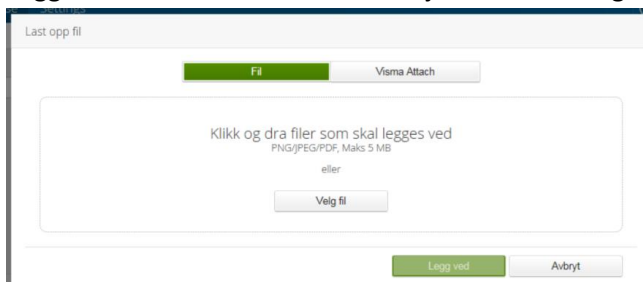 Settings
Last opp fil
Fil
Visma Attach
Klikk og dra filer som skal legges ved
PNG/JPEG/PDF, Maks 5 MB
eller
Velg fil
Legg ved
Avbryt